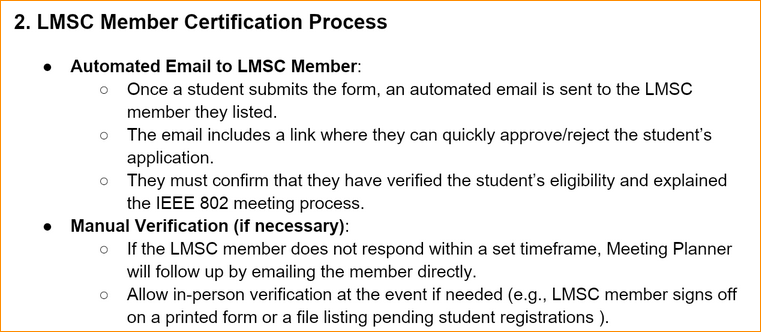 2. LMSC Member Certification Process
● Automated Email to LMSC Member:
○ Once a student submits the form, an automated email is sent to the LMSC
member they listed.
○ The email includes a link where they can quickly approve/reject the student’s
application.
○ They must confirm that they have verified the student’s eligibility and explained
the IEEE 802 meeting process.
● Manual Verification (if necessary):
○ If the LMSC member does not respond within a set timeframe, Meeting Planner
will follow up by emailing the member directly.
○ Allow in-person verification at the event if needed (e.g., LMSC member signs off
on a printed form or a file listing pending student registrations ).